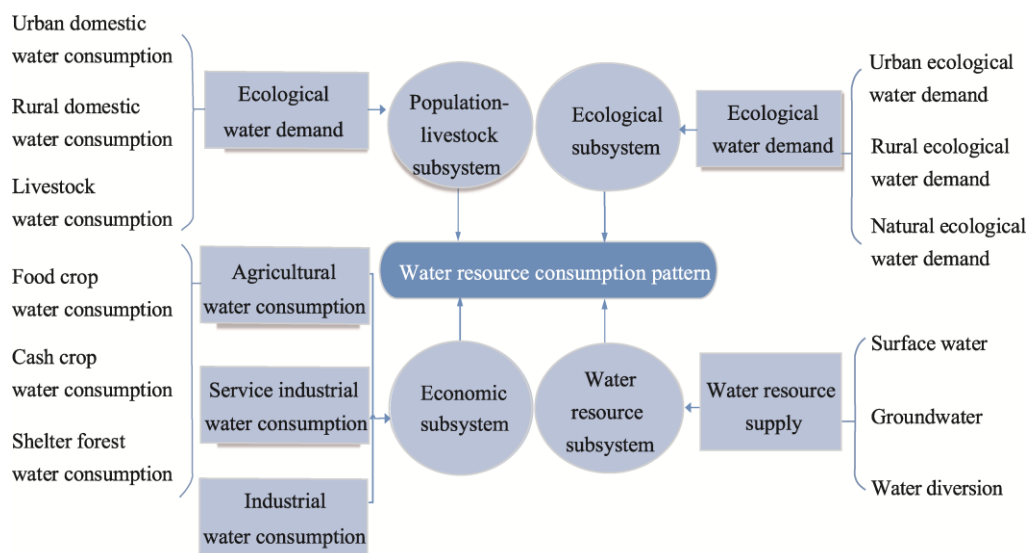 Urban domestic
water consumption
Rural domestic
water consumption
Livestock
water consumption
Ecological
water demand
Population-
livestock
subsystem
Ecological
subsystem
Ecological
water demand
Urban ecological
water demand
Rural ecological
water demand
Natural ecological
water demand
Water resource consumption pattern
Food crop
water consumption
Cash crop
water consumption
Shelter forest
water consumption
Agricultural
water consumption
Service industrial
water consumption
Industrial
water consumption
Economic
subsystem
Water
resource
subsystem
Water resource
supply
Surface water
Groundwater
Water diversion